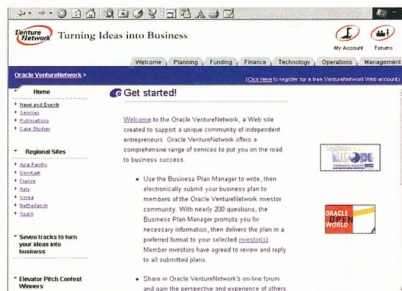 Venture
Network
Turning Ideas into Business
My Account
Forums
Welcome
Planning
Funding
Finance
Technology
Operations
Management
Oracle VentureNetwork >
(Click Here to register for a free VentureNetwork Web account)
Home
News and Events
Services
Publications
Case Studies
Regional Sites
Asia Pacific
Denmark
France
Italy
Korea
Netherlands
Spain
Seven tracks to turn
your ideas into
business
Elevator Pitch Contest
Winners
Get started!
Welcome to the Oracle VentureNetwork, a Web site
created to support a unique community of independent
entrepreneurs. Oracle VentureNetwork offers a
comprehensive range of services to put you on the road
to business success.
• Use the Business Plan Manager to write, then
electronically submit your business plan to
members of the Oracle VentureNetwork investor
community. With nearly 200 questions, the
Business Plan Manager prompts you for
necessary information, then delivers the plan in a
preferred format to your selected investor(s).
Member investors have agreed to review and reply
to all submitted plans.
• Share in Oracle VentureNetwork's on-line forum
and gain the perspective and experience of others
ORACLE
OPEN
WORLD